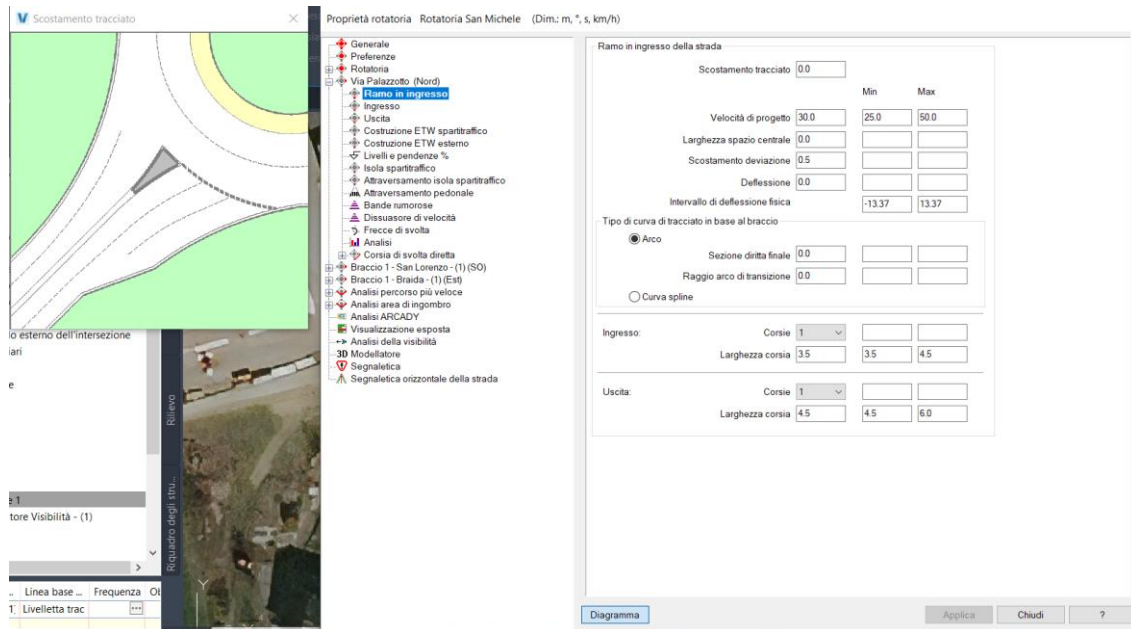 Scostamento tracciato
Proprietà rotatoria Rotatoria San Michele (Dim.: m, °, s, km/h)
Generale
Preferenze
Rotatoria
Via Palazzotto (Nord)
Ramo in ingresso
Ingresso
Uscita
Costruzione ETW spartitraffico
Costruzione ETW esterno
Livelli e pendenze %
Isola spartitraffico
Attraversamento isola spartitraffico
Attraversamento pedonale
Bande rumorose
Dissuasore di velocità
Frecce di svolta
Analisi
Corsia di svolta diretta
Braccio 1 - San Lorenzo - (1) (SO)
Braccio 1 - Braida - (1) (Est)
Analisi percorso più veloce
Analisi area di ingombro
Analisi ARCADY
Visualizzazione esposta
Analisi della visibilità
3D Modellatore
Segnaletica
Segnaletica orizzontale della strada
Ramo in ingresso della strada
Scostamento tracciato 0.0
Min Max
Velocità di progetto 30.0 25.0 50.0
Larghezza spazio centrale 0.0
Scostamento deviazione 0.5
Deflessione 0.0
Intervallo di deflessione fisica -13.37 13.37
Tipo di curva di tracciato in base al braccio
Arco
Sezione diritta finale 0.0
Raggio arco di transizione 0.0
Curva spline
Ingresso: Corsie 1
Larghezza corsia 3.5 3.5 4.5
Uscita: Corsie 1
Larghezza corsia 4.5 4.5 6.0
Diagramma Applica Chiudi ?
o esterno dell'intersezione
lari
e
e 1
tore Visibilità - (1)
Rilievo
Riquadro degli stru...
Y
.. Linea base ... Frequenza
1] Livelletta trac ...